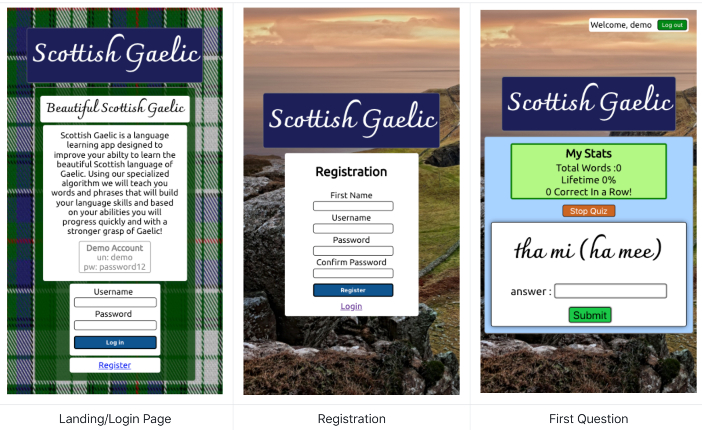 Scottish Gaelic
Beautiful Scottish Gaelic
Scottish Gaelic is a language
learning app designed to
improve your abilty to learn the
beautiful Scottish language of
Gaelic. Using our specialized
algorithm we will teach you
words and phrases that will build
your language skills and based
on your abilities you will
progress quickly and with a
stronger grasp of Gaelic!
Demo Account
un: demo
pw: password12
Username
Password
Log in
Register
Landing/Login Page
Scottish Gaelic
Registration
First Name
Username
Password
Confirm Password
Register
Login
Registration
Welcome, demo Log out
Scottish Gaelic
My Stats
Total Words :0
Lifetime 0%
0 Correct In a Row!
Stop Quiz
tha mi (ha mee)
answer :
Submit
First Question